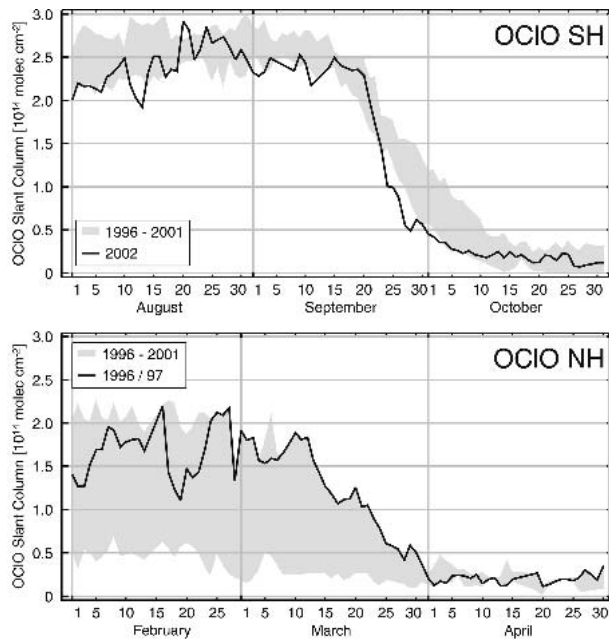 OClO SH
OClO Slant Column [10¹⁴ molec cm⁻²]
3.0
2.5
2.0
1.5
1.0
0.5
0
1996 - 2001
2002
1 5 10 15 20 25 30 1 5 10 15 20 25 30 1 5 10 15 20 25 30
August September October
OClO NH
OClO Slant Column [10¹⁴ molec cm⁻²]
3.0
2.5
2.0
1.5
1.0
0.5
0
1996 - 2001
1996 / 97
1 5 10 15 20 25 1 5 10 15 20 25 30 1 5 10 15 20 25 30
February March April